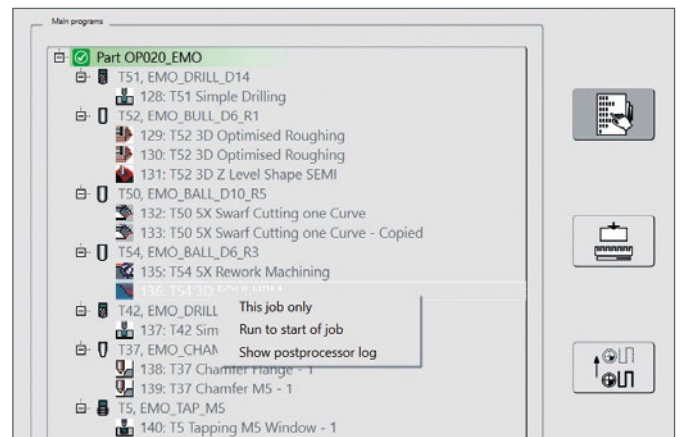 Main programs
Part OP020_EMO
T51, EMO_DRILL_D14
128: T51 Simple Drilling
T52, EMO_BULL_D6_R1
129: T52 3D Optimised Roughing
130: T52 3D Optimised Roughing
131: T52 3D Z Level Shape SEMI
T50, EMO_BALL_D10_R5
132: T50 5X Swarf Cutting one Curve
133: T50 5X Swarf Cutting one Curve - Copied
T54, EMO_BALL_D6_R3
135: T54 5X Rework Machining
136: T54 3D
T42, EMO_DRILL
This job only
137: T42 Sim
Run to start of job
T37, EMO_CHAM
Show postprocessor log
138: T37 Chamfer Flange - 1
139: T37 Chamfer M5 - 1
T5, EMO_TAP_M5
140: T5 Tapping M5 Window - 1